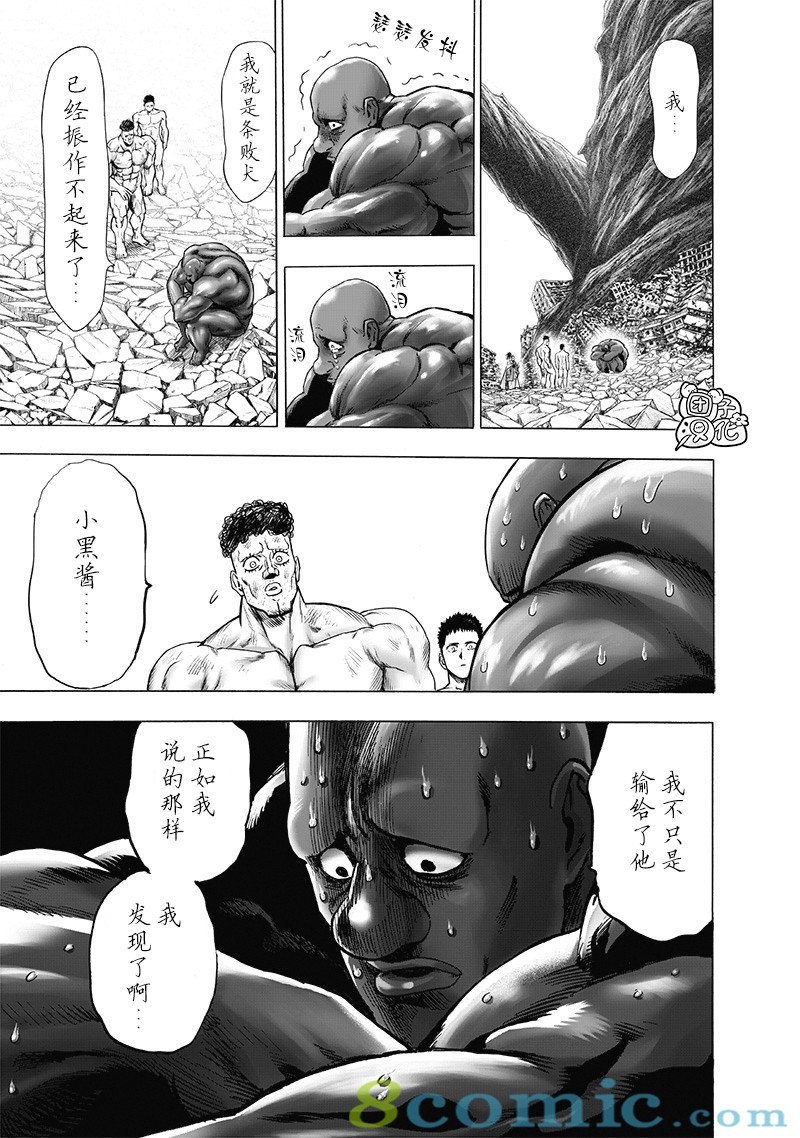 我…
瑟瑟发抖
流泪
流泪
我就是条败犬
已经振作不起来了…
团子
汉化
小黑酱……
我不只是
输给了他
正如我
说的那样
我
发现了啊…
8comic.com